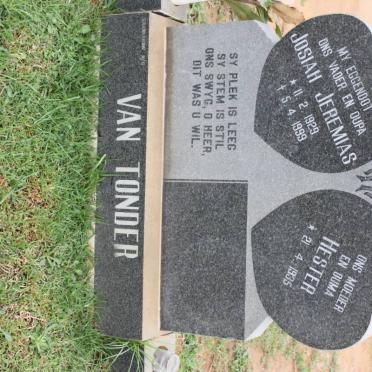 MY EGGENOOT
ONS VADER EN OUPA
JOSIAH JEREMIAS
* 11. 2. 1929
† 5. 4. 1999
ONS MOEDER
EN OUMA
HESTER
* 21. 4. 1935
SY PLEK IS LEEG
SY STEM IS STIL
ONS SWYG, O HEER,
DIT WAS U WIL.
VAN TONDER